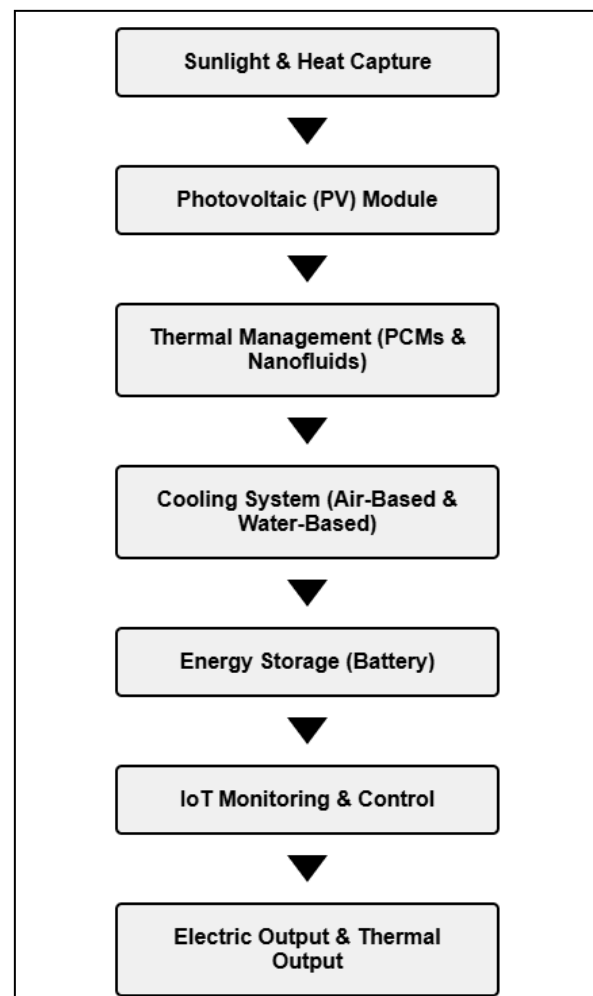 Sunlight & Heat Capture
Photovoltaic (PV) Module
Thermal Management (PCMs &
Nanofluids)
Cooling System (Air-Based &
Water-Based)
Energy Storage (Battery)
IoT Monitoring & Control
Electric Output & Thermal
Output